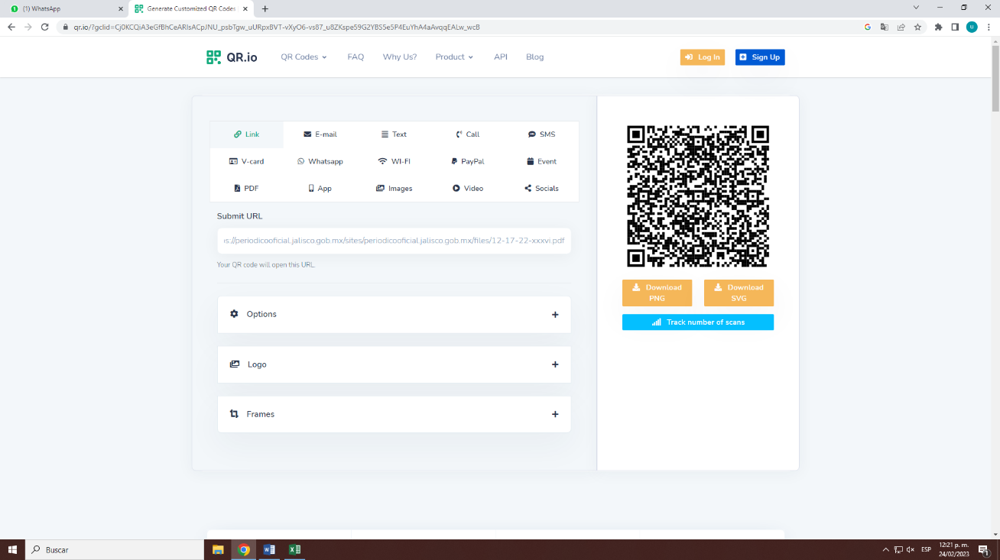 (1) WhatsApp
Generate Customized QR Codes
qr.io/?gclid=Cj0KCQiA3eGfBhCeARIsACpJNU_psbTgw_uURpxBVT-vXyO6-vs87_u8ZKspe59G2YBS5e5P4EuYhA4aAvqqEALw_wcB
QR.io
QR Codes
FAQ
Why Us?
Product
API
Blog
Log In
Sign Up
Link
E-mail
Text
Call
SMS
V-card
Whatsapp
WI-FI
PayPal
Event
PDF
App
Images
Video
Socials
Submit URL
s://periodicooficial.jalisco.gob.mx/sites/periodicooficial.jalisco.gob.mx/files/12-17-22-xxxvi.pdf
Your QR code will open this URL.
Options
Logo
Frames
Download
PNG
Download
SVG
Track number of scans
Buscar
ESP
12:21 p. m.
24/02/2023
1